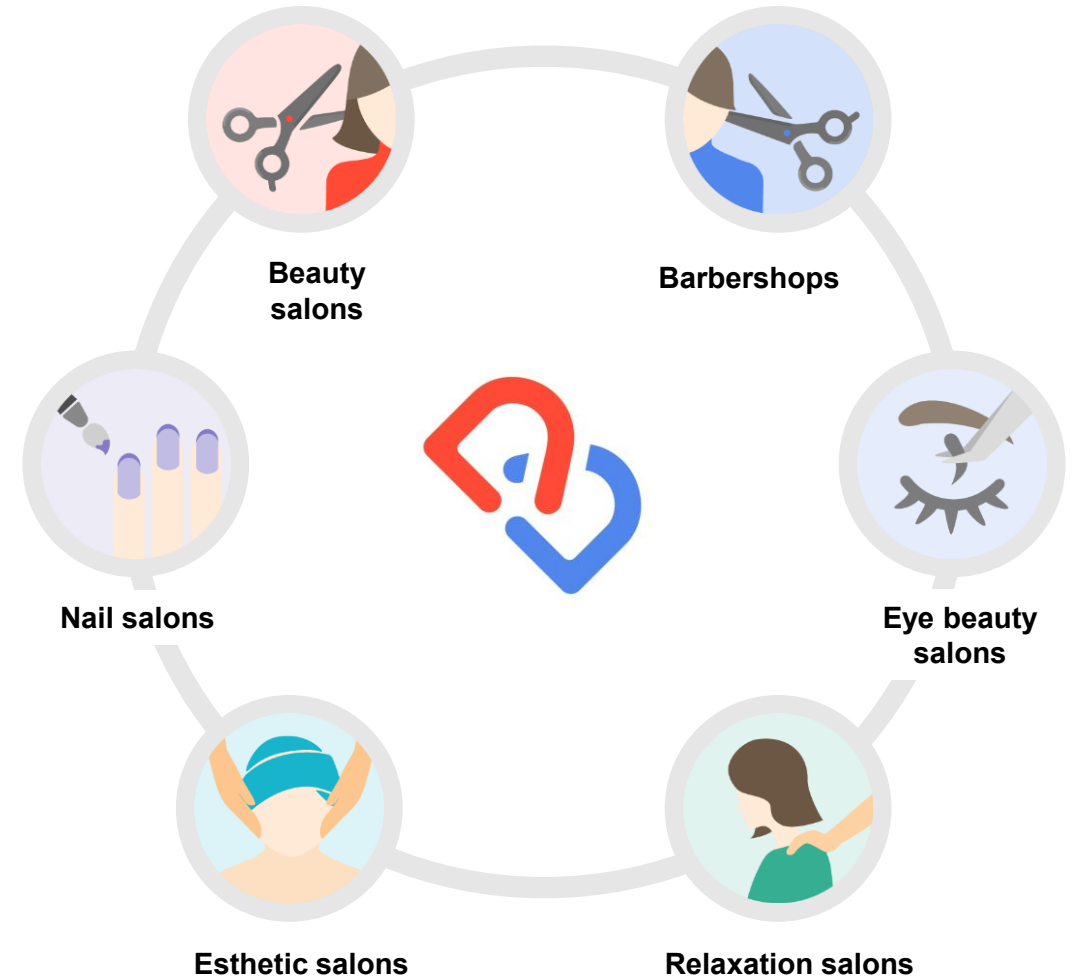 Beauty
salons
Barbershops
Nail salons
Eye beauty
salons
Esthetic salons
Relaxation salons